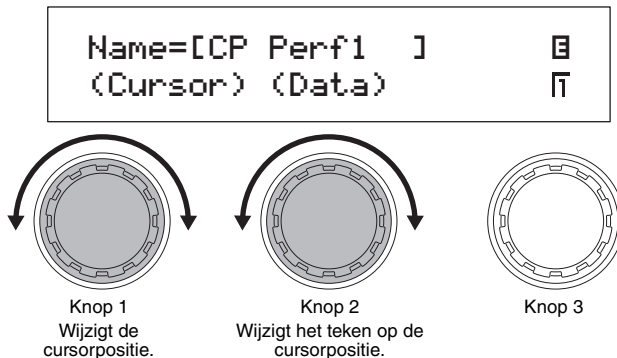 Name=[CP Perf1 ] E
(Cursor) (Data) 1
Knop 1
Wijzigt de
cursorpositie.
Knop 2
Wijzigt het teken op de
cursorpositie.
Knop 3